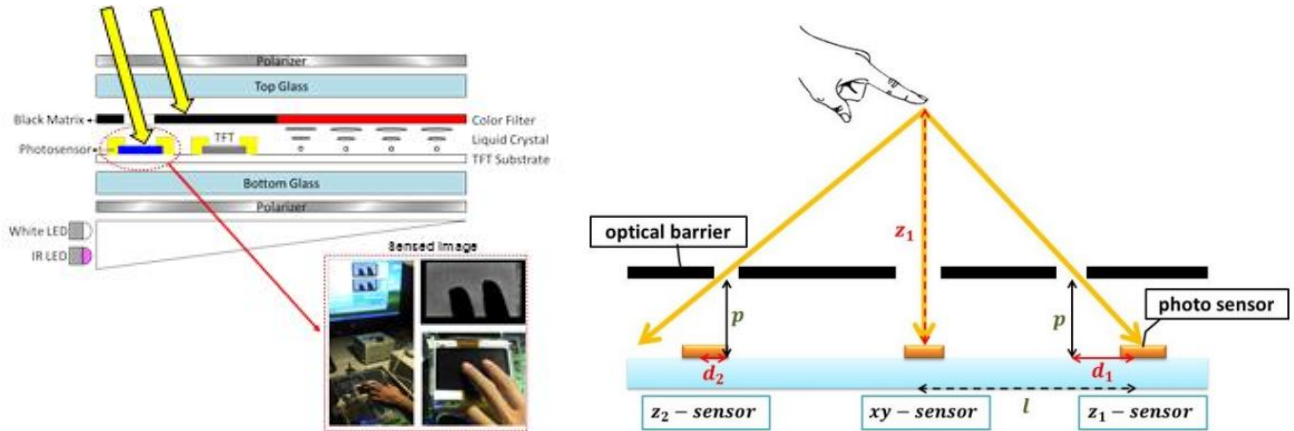 Polarizer
Top Glass
Black Matrix
Color Filter
TFT
Liquid Crystal
Photosensor
TFT Substrate
Bottom Glass
Polarizer
White LED
IR LED
Sensed Image
optical barrier
z₁
p
p
photo sensor
d₂
d₁
l
z₂ − sensor
xy − sensor
z₁ − sensor